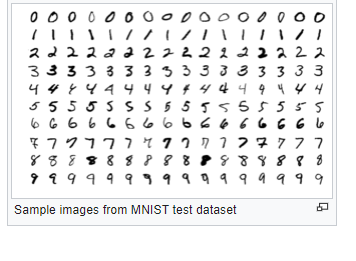 0 0 0 0 0 0 0 0 0 0 0 0 0 0 0 0
1 1 1 1 1 1 1 1 1 1 1 1 1 1 1 1
2 2 2 2 2 2 2 2 2 2 2 2 2 2 2 2
3 3 3 3 3 3 3 3 3 3 3 3 3 3 3 3
4 4 4 4 4 4 4 4 4 4 4 4 4 4 4 4
5 5 5 5 5 5 5 5 5 5 5 5 5 5 5 5
6 6 6 6 6 6 6 6 6 6 6 6 6 6 6 6
7 7 7 7 7 7 7 7 7 7 7 7 7 7 7 7
8 8 8 8 8 8 8 8 8 8 8 8 8 8 8 8
9 9 9 9 9 9 9 9 9 9 9 9 9 9 9 9
Sample images from MNIST test dataset